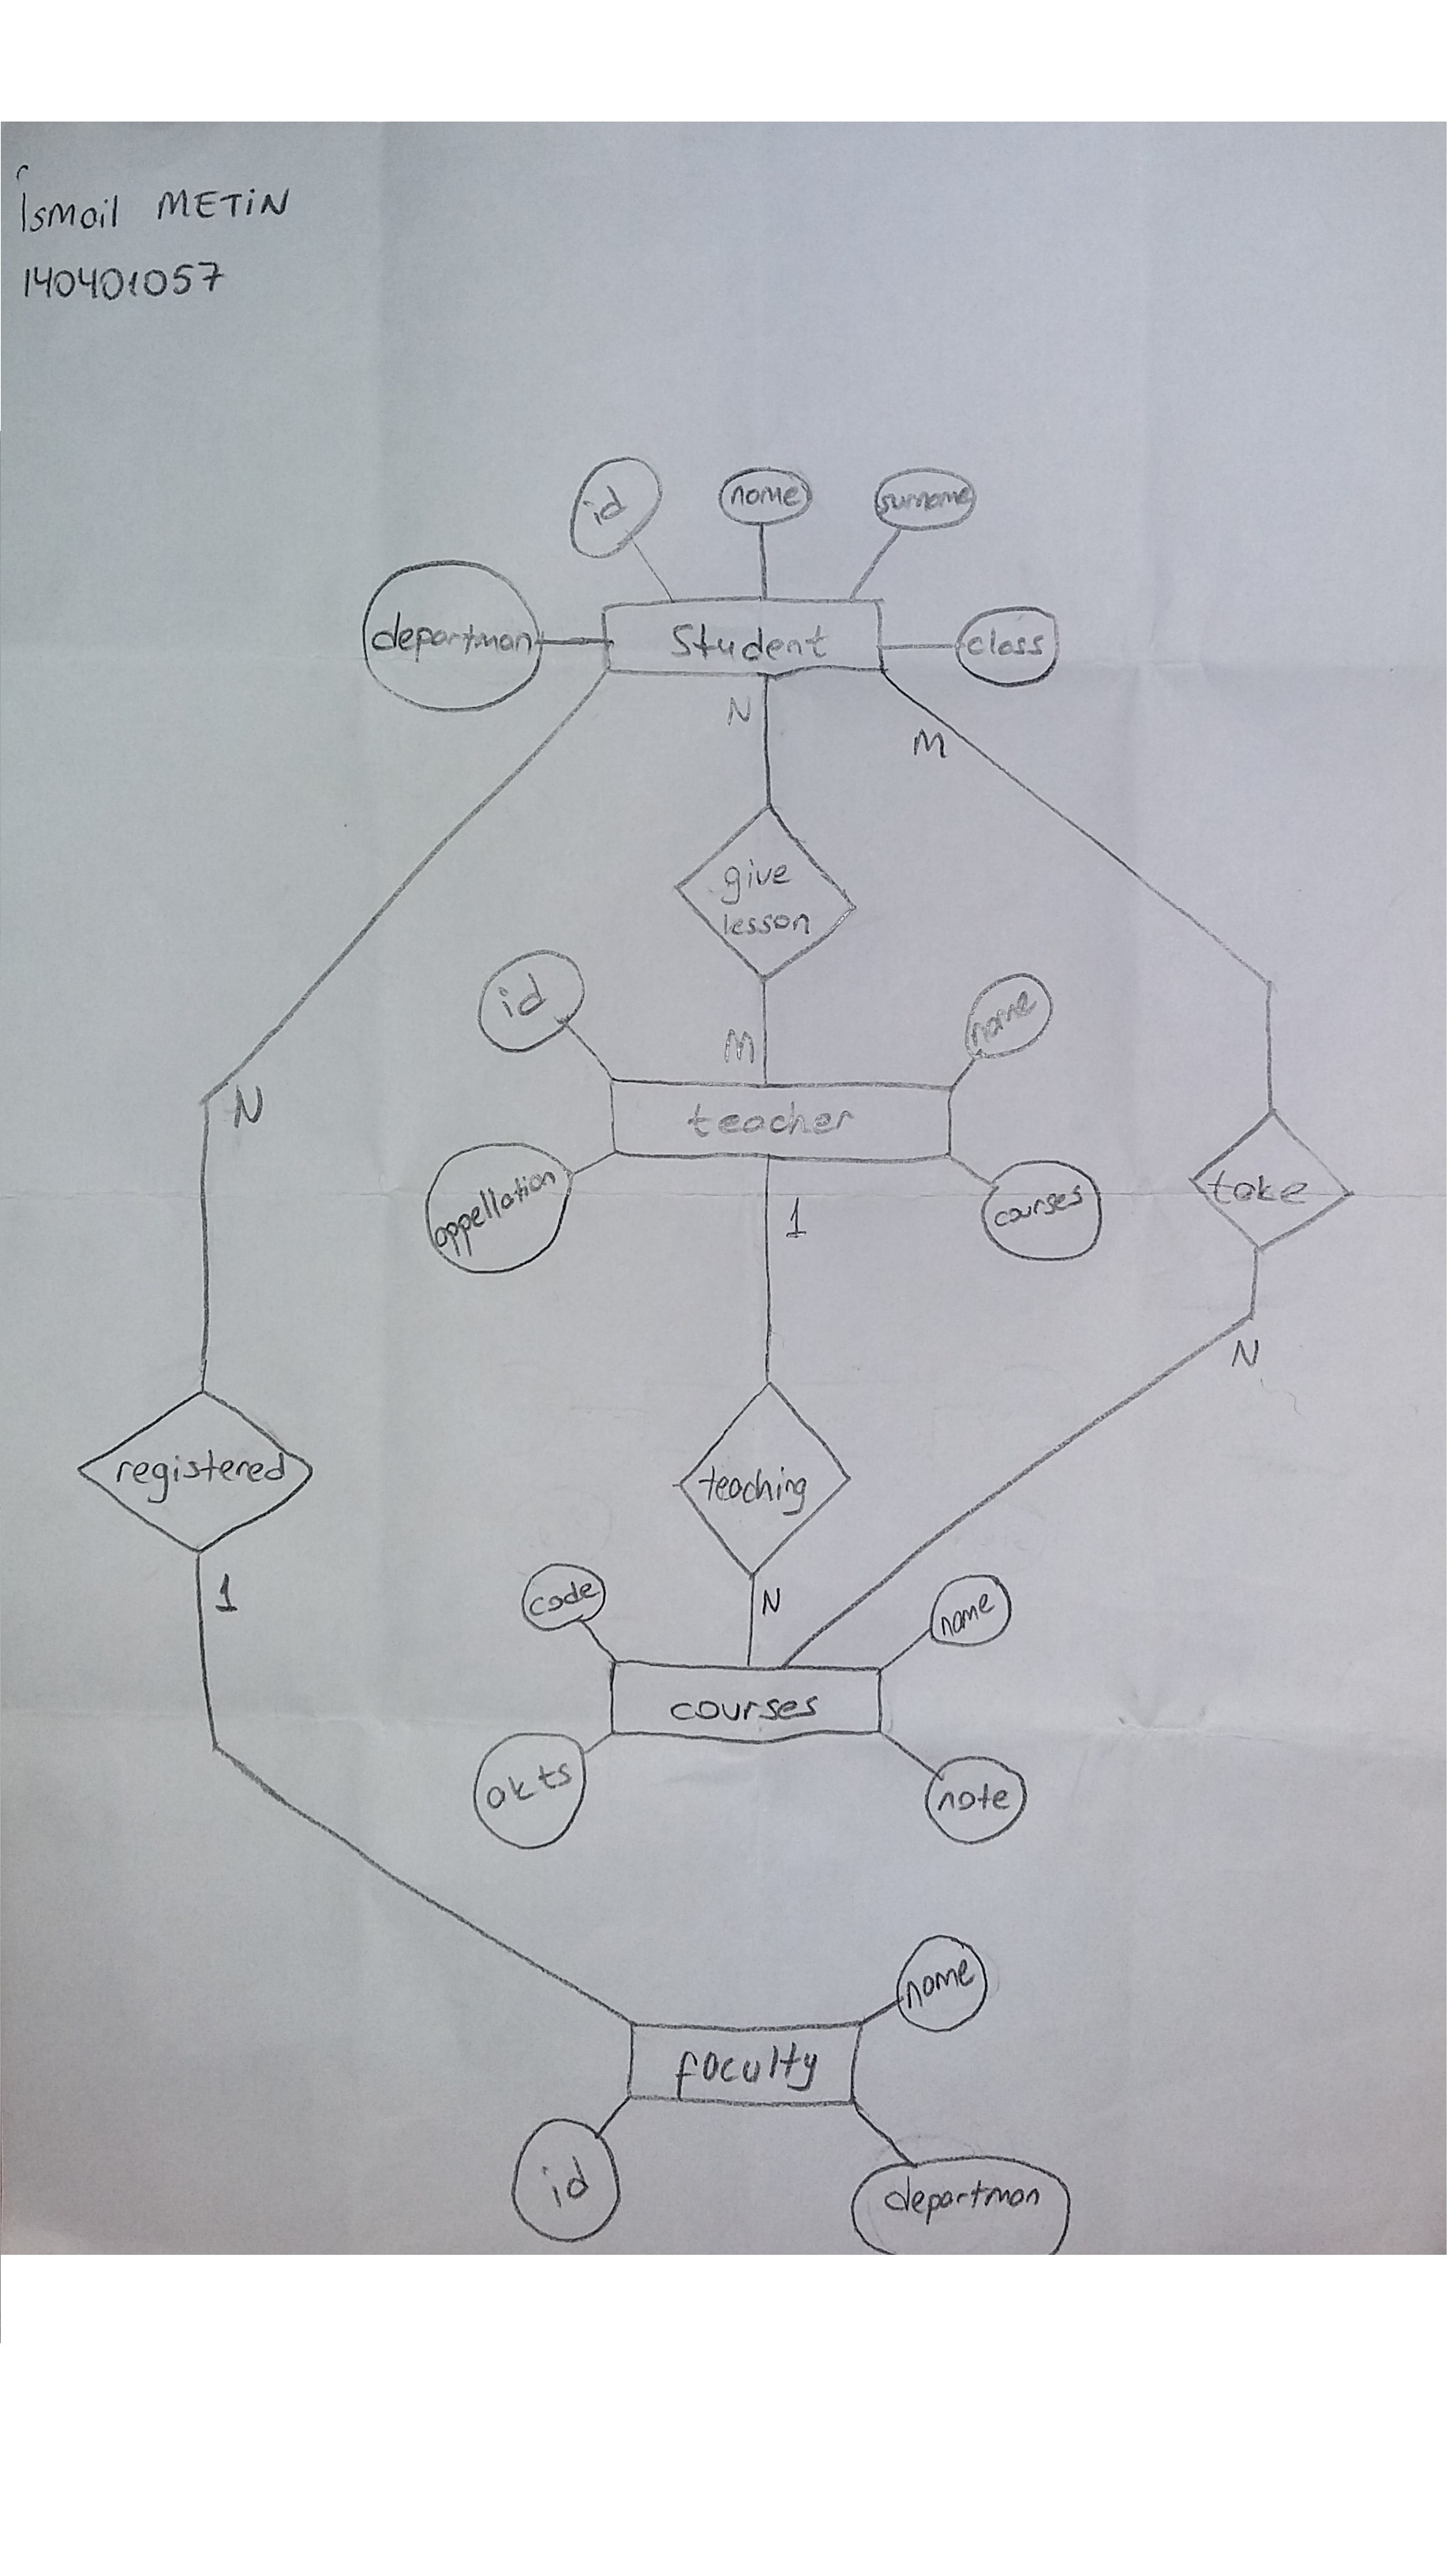 İsmail METİN
140401057
id
name
surname
departman
Student
class
N
M
give
lesson
id
name
M
N
teacher
appellation
courses
1
take
N
registered
teaching
1
code
N
name
courses
akts
note
name
faculty
id
departman